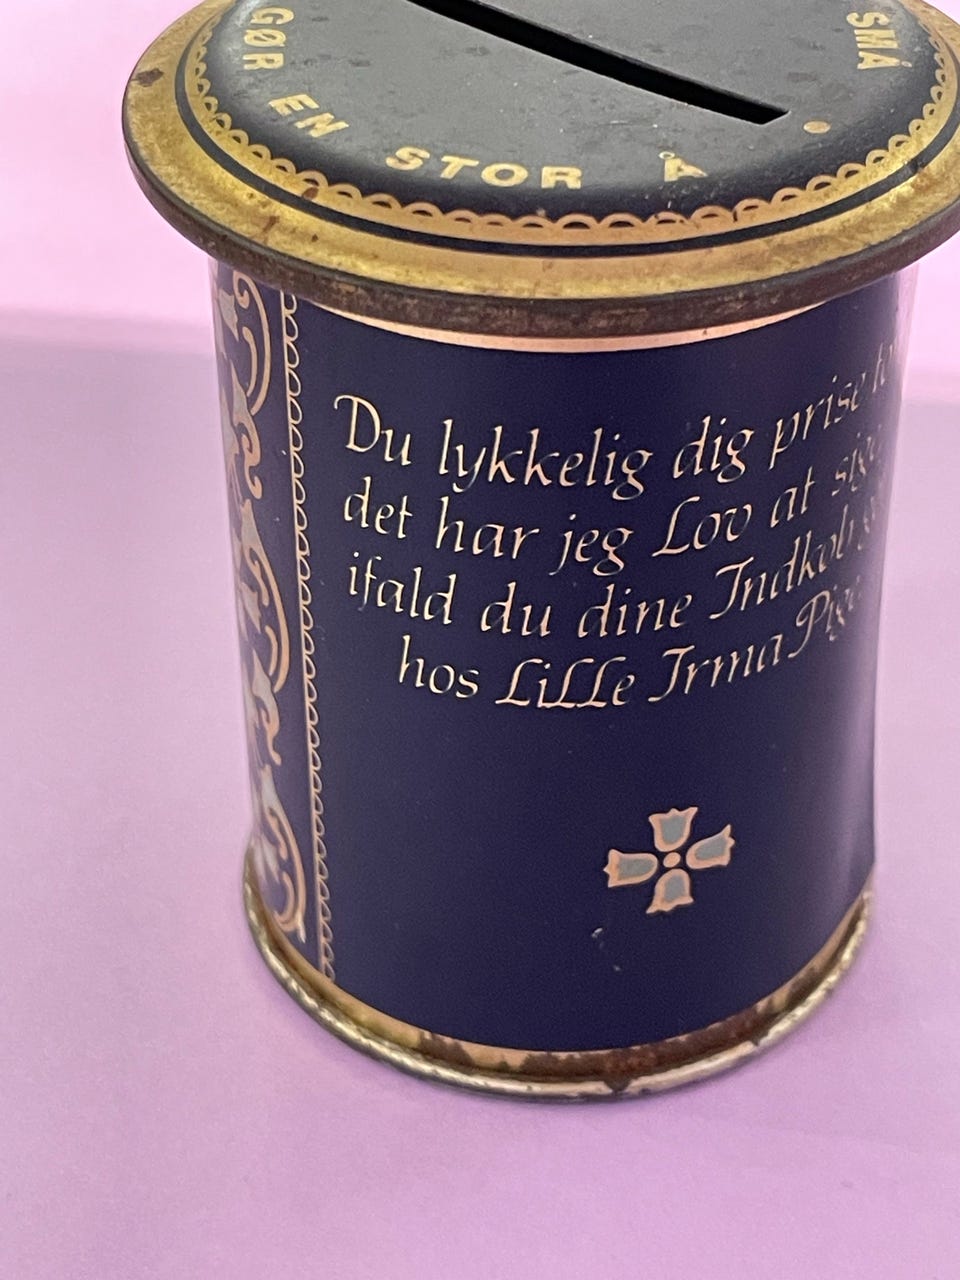 GØR EN STOR Å
SMÅ
Du lykkelig dig prise
det har jeg Lov at sige
ifald du dine
hos Lille Irma Pige